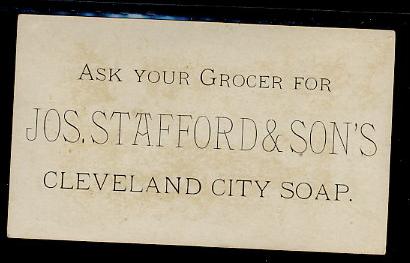 Ask your Grocer for
JOS. STAFFORD & SON'S
CLEVELAND CITY SOAP.